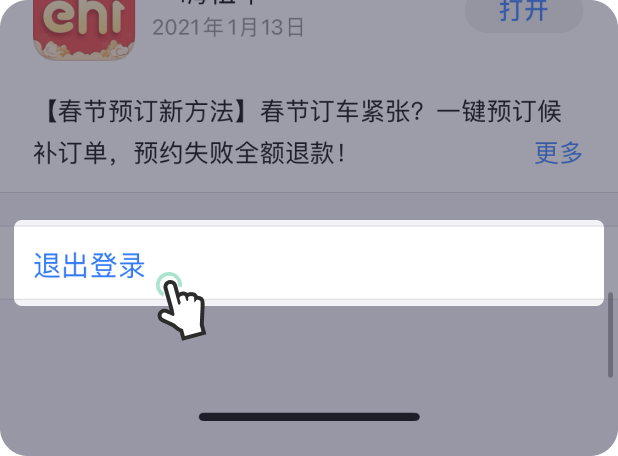 ehi
打开
2021年1月13日
【春节预订新方法】春节订车紧张？一键预订候
补订单，预约失败全额退款！
更多
退出登录